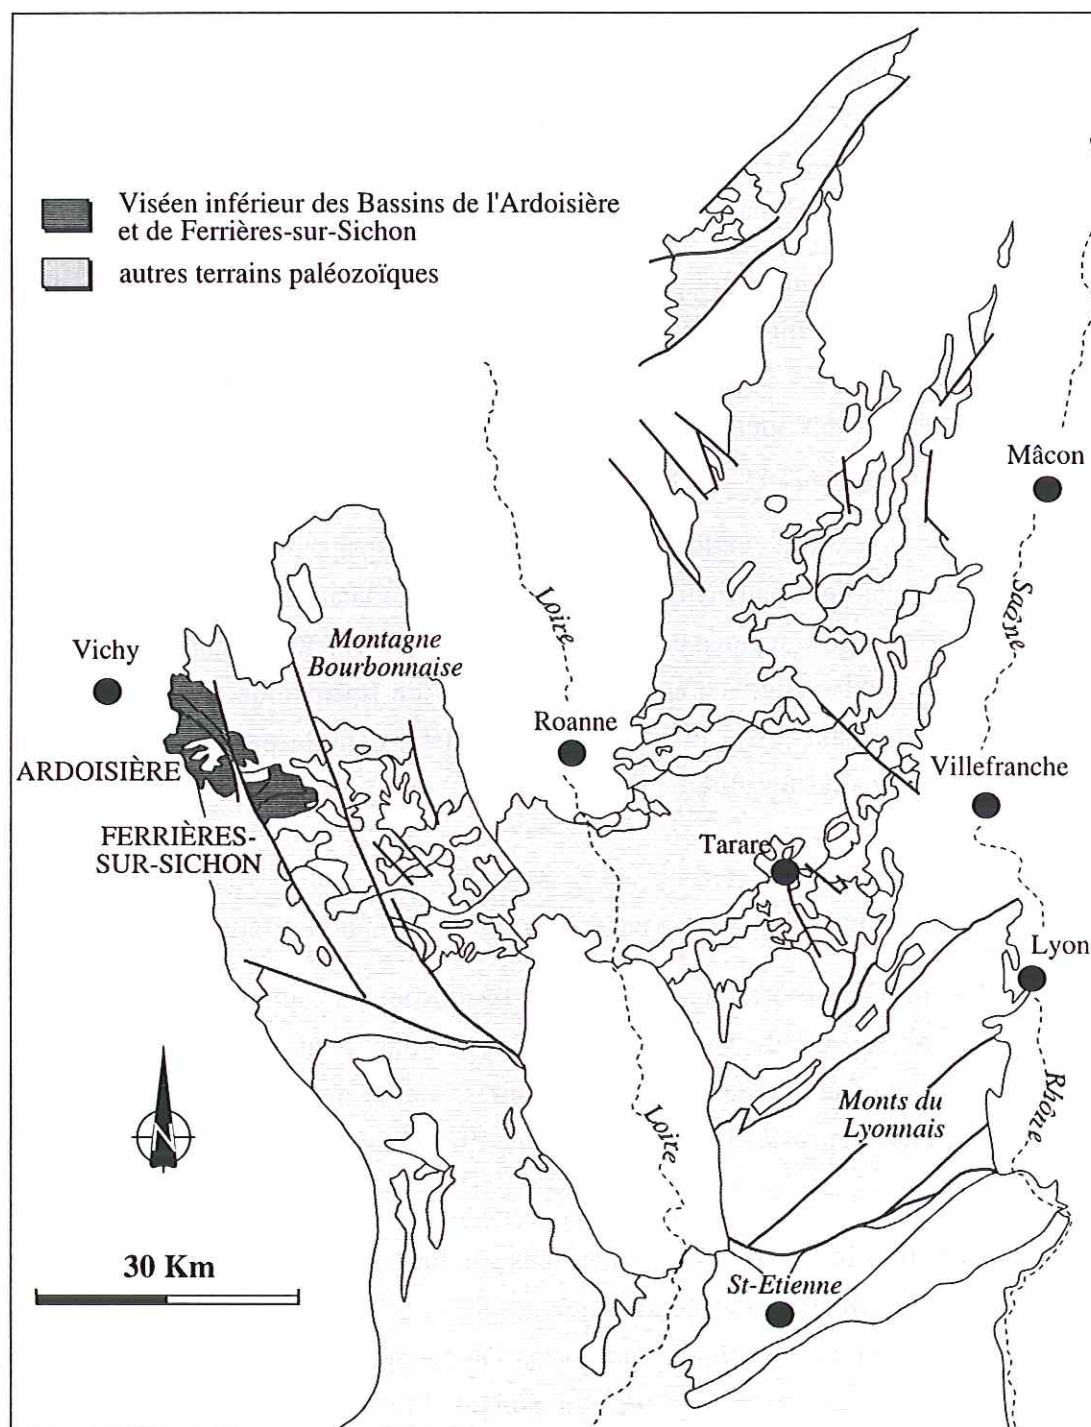 Viséen inférieur des Bassins de l'Ardoisière
et de Ferrières-sur-Sichon
autres terrains paléozoïques
Mâcon
Loire
Saône
Vichy
Montagne
Bourbonnaise
Roanne
ARDOISIÈRE
Villefranche
FERRIÈRES-
SUR-SICHON
Tarare
Lyon
N
Monts du
Lyonnais
Loire
Rhône
30 Km
St-Etienne